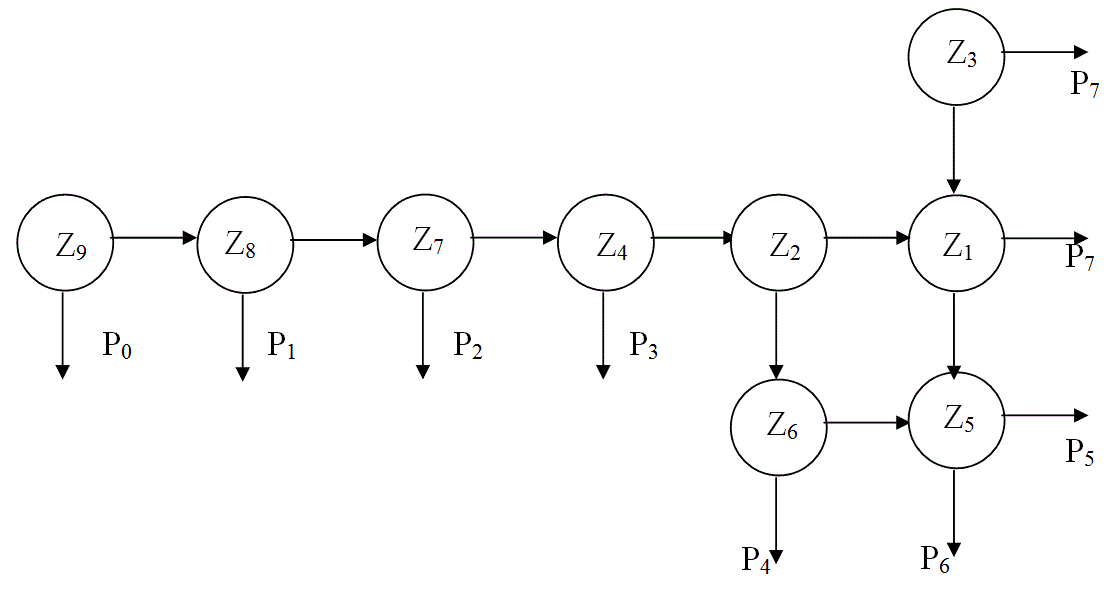 Z₃
P₇
Z₉ Z₈ Z₇ Z₄ Z₂ Z₁
P₇
P₀ P₁ P₂ P₃
Z₆ Z₅
P₅
P₄ P₆